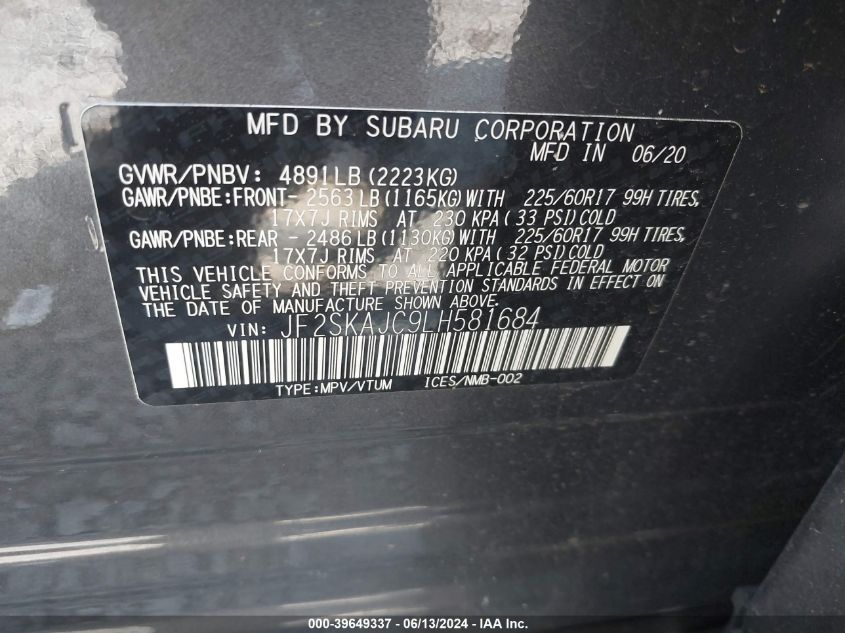 MFD BY SUBARU CORPORATION
MFD IN 06/20
GVWR/PNBV: 4891LB (2223KG)
GAWR/PNBE:FRONT- 2563LB (1165KG) WITH 225/60R17 99H TIRES,
17X7J RIMS AT 230 KPA ( 33 PSI) COLD
GAWR/PNBE:REAR - 2486LB (1130KG) WITH 225/60R17 99H TIRES,
17X7J RIMS AT 220 KPA ( 32 PSI) COLD
THIS VEHICLE CONFORMS TO ALL APPLICABLE FEDERAL MOTOR
VEHICLE SAFETY AND THEFT PREVENTION STANDARDS IN EFFECT ON
THE DATE OF MANUFACTURE SHOWN ABOVE.
VIN: JF2SKAJC9LH581684
TYPE:MPV/VTUM ICES/NMB-002
000-39649337 - 06/13/2024 - IAA Inc.